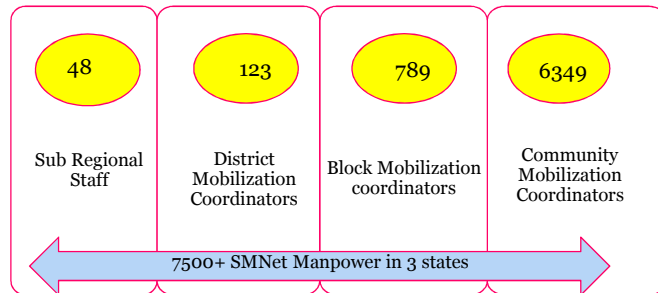 48
123
789
6349
Sub Regional
Staff
District
Mobilization
Coordinators
Block Mobilization
coordinators
Community
Mobilization
Coordinators
7500+ SMNet Manpower in 3 states